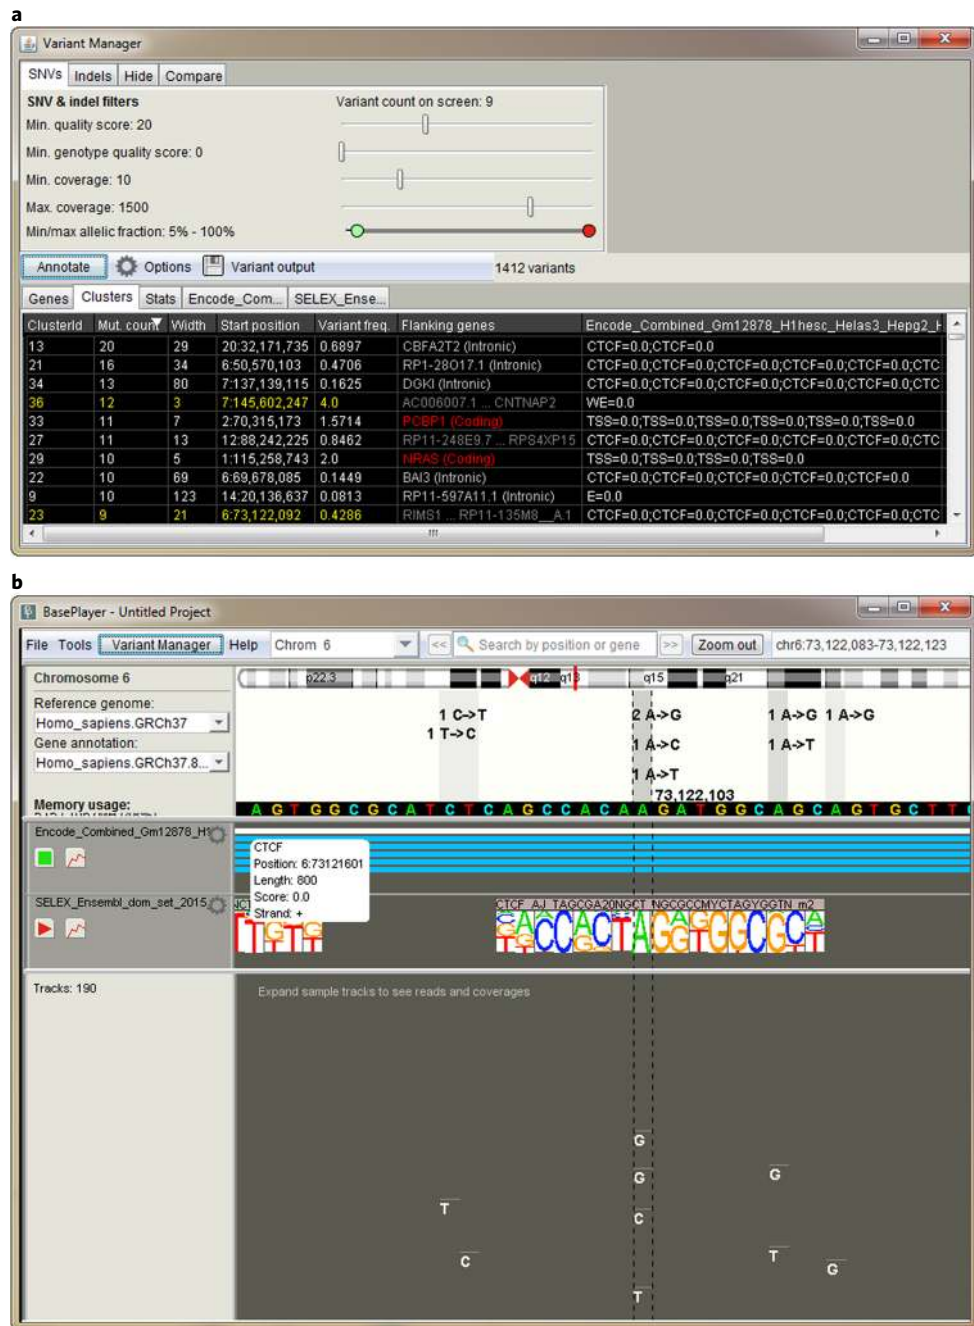 a
Variant Manager
SNVs Indels Hide Compare
SNV & indel filters Variant count on screen: 9
Min. quality score: 20
Min. genotype quality score: 0
Min. coverage: 10
Max. coverage: 1500
Min/max allelic fraction: 5% - 100%
Annotate Options Variant output 1412 variants
Genes Clusters Stats Encode_Com... SELEX_Ense...
ClusterId Mut. count Width Start position Variant freq. Flanking genes Encode_Combined_Gm12878_H1hesc_Helas3_Hepg2_H
13 20 29 20:32,171,735 0.6897 CBFA2T2 (Intronic) CTCF=0.0;CTCF=0.0
21 16 34 6:50,570,103 0.4706 RP1-28O17.1 (Intronic) CTCF=0.0;CTCF=0.0;CTCF=0.0;CTCF=0.0;CTCF=0.0;CTC
34 13 80 7:137,139,115 0.1625 DGKI (Intronic) CTCF=0.0;CTCF=0.0;CTCF=0.0;CTCF=0.0;CTCF=0.0;CTC
36 12 3 7:145,602,247 4.0 AC006007.1 ... CNTNAP2 WE=0.0
33 11 7 2:70,315,173 1.5714 PCBP1 (Coding) TSS=0.0;TSS=0.0;TSS=0.0;TSS=0.0;TSS=0.0;TSS=0.0
27 11 13 12:88,242,225 0.8462 RP11-248E9.7 ... RPS4XP15 CTCF=0.0;CTCF=0.0;CTCF=0.0;CTCF=0.0;CTCF=0.0;CTC
29 10 5 1:115,258,743 2.0 NRAS (Coding) TSS=0.0;TSS=0.0;TSS=0.0;TSS=0.0
22 10 69 6:69,678,085 0.1449 BAI3 (Intronic) CTCF=0.0;CTCF=0.0;CTCF=0.0;CTCF=0.0;CTCF=0.0
9 10 123 14:20,136,637 0.0813 RP11-597A11.1 (Intronic) E=0.0
23 9 21 6:73,122,092 0.4286 RIMS1 ... RP11-135M8__A.1 CTCF=0.0;CTCF=0.0;CTCF=0.0;CTCF=0.0;CTCF=0.0;CTC
b
BasePlayer - Untitled Project
File Tools Variant Manager Help Chrom 6 << Search by position or gene >> Zoom out chr6:73,122,083-73,122,123
Chromosome 6 p22.3 q12 q13 q15 q21
Reference genome:
Homo_sapiens.GRCh37
Gene annotation:
Homo_sapiens.GRCh37.8...
1 C->T 2 A->G 1 A->G 1 A->G
1 T->C 1 A->C 1 A->T
1 A->T
73,122,103
Memory usage:
A G T G G C G C A T C T C A G C C A C A A G A T G G C A G C A G T G C T T
Encode_Combined_Gm12878_H1
CTCF
Position: 6:73121601
Length: 800
Score: 0.0
Strand: +
SELEX_Ensembl_dom_set_2015
CTCF_AJ_TAGCGA20NGCT_NGCGCCMYCTAGYGGTN_m2
Tracks: 190
Expand sample tracks to see reads and coverages
G
G G
T
C
C T G
T